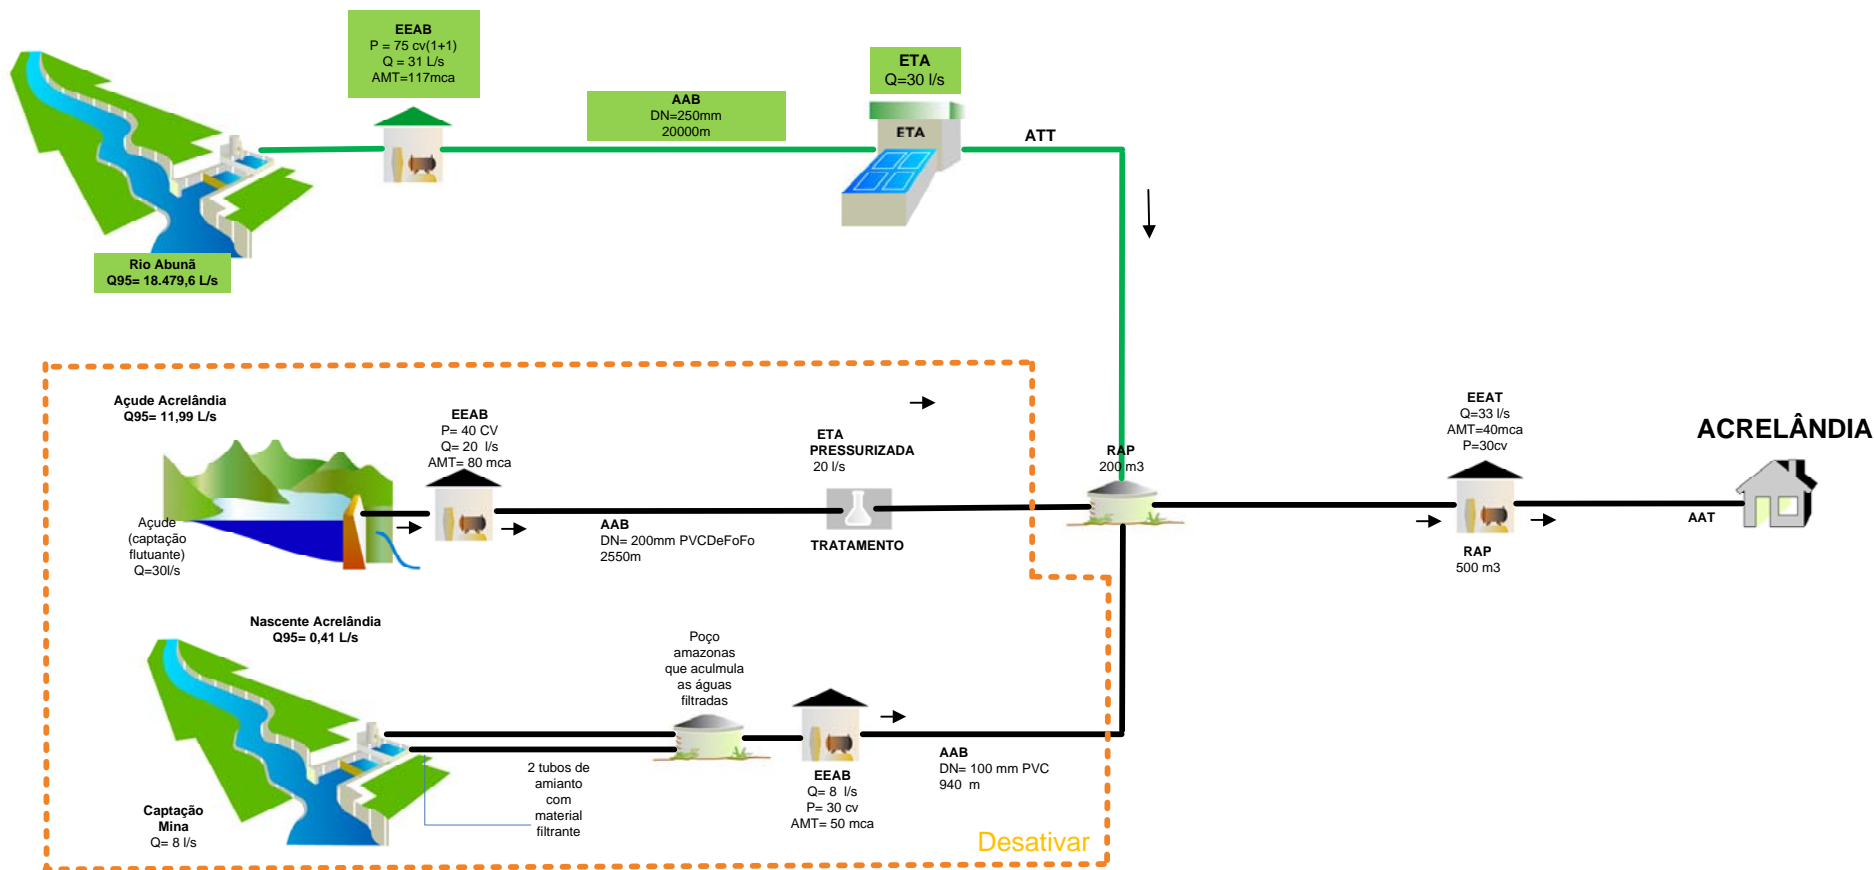 EEAB
P = 75 cv(1+1)
Q = 31 L/s
AMT=117mca
ETA
Q=30 l/s
AAB
DN=250mm
20000m
ETA
ATT
Rio Abunã
Q95= 18.479,6 L/s
Açude Acrelândia
Q95= 11,99 L/s
EEAB
P= 40 CV
Q= 20 l/s
AMT= 80 mca
ETA
PRESSURIZADA
20 l/s
RAP
200 m3
EEAT
Q=33 l/s
AMT=40mca
P=30cv
ACRELÂNDIA
Açude
(captação
flutuante)
Q=30l/s
AAB
DN= 200mm PVCDeFoFo
2550m
TRATAMENTO
AAT
RAP
500 m3
Nascente Acrelândia
Q95= 0,41 L/s
Poço
amazonas
que aculmula
as águas
filtradas
2 tubos de
amianto
com
material
filtrante
EEAB
Q= 8 l/s
P= 30 cv
AMT= 50 mca
AAB
DN= 100 mm PVC
940 m
Captação
Mina
Q= 8 l/s
Desativar